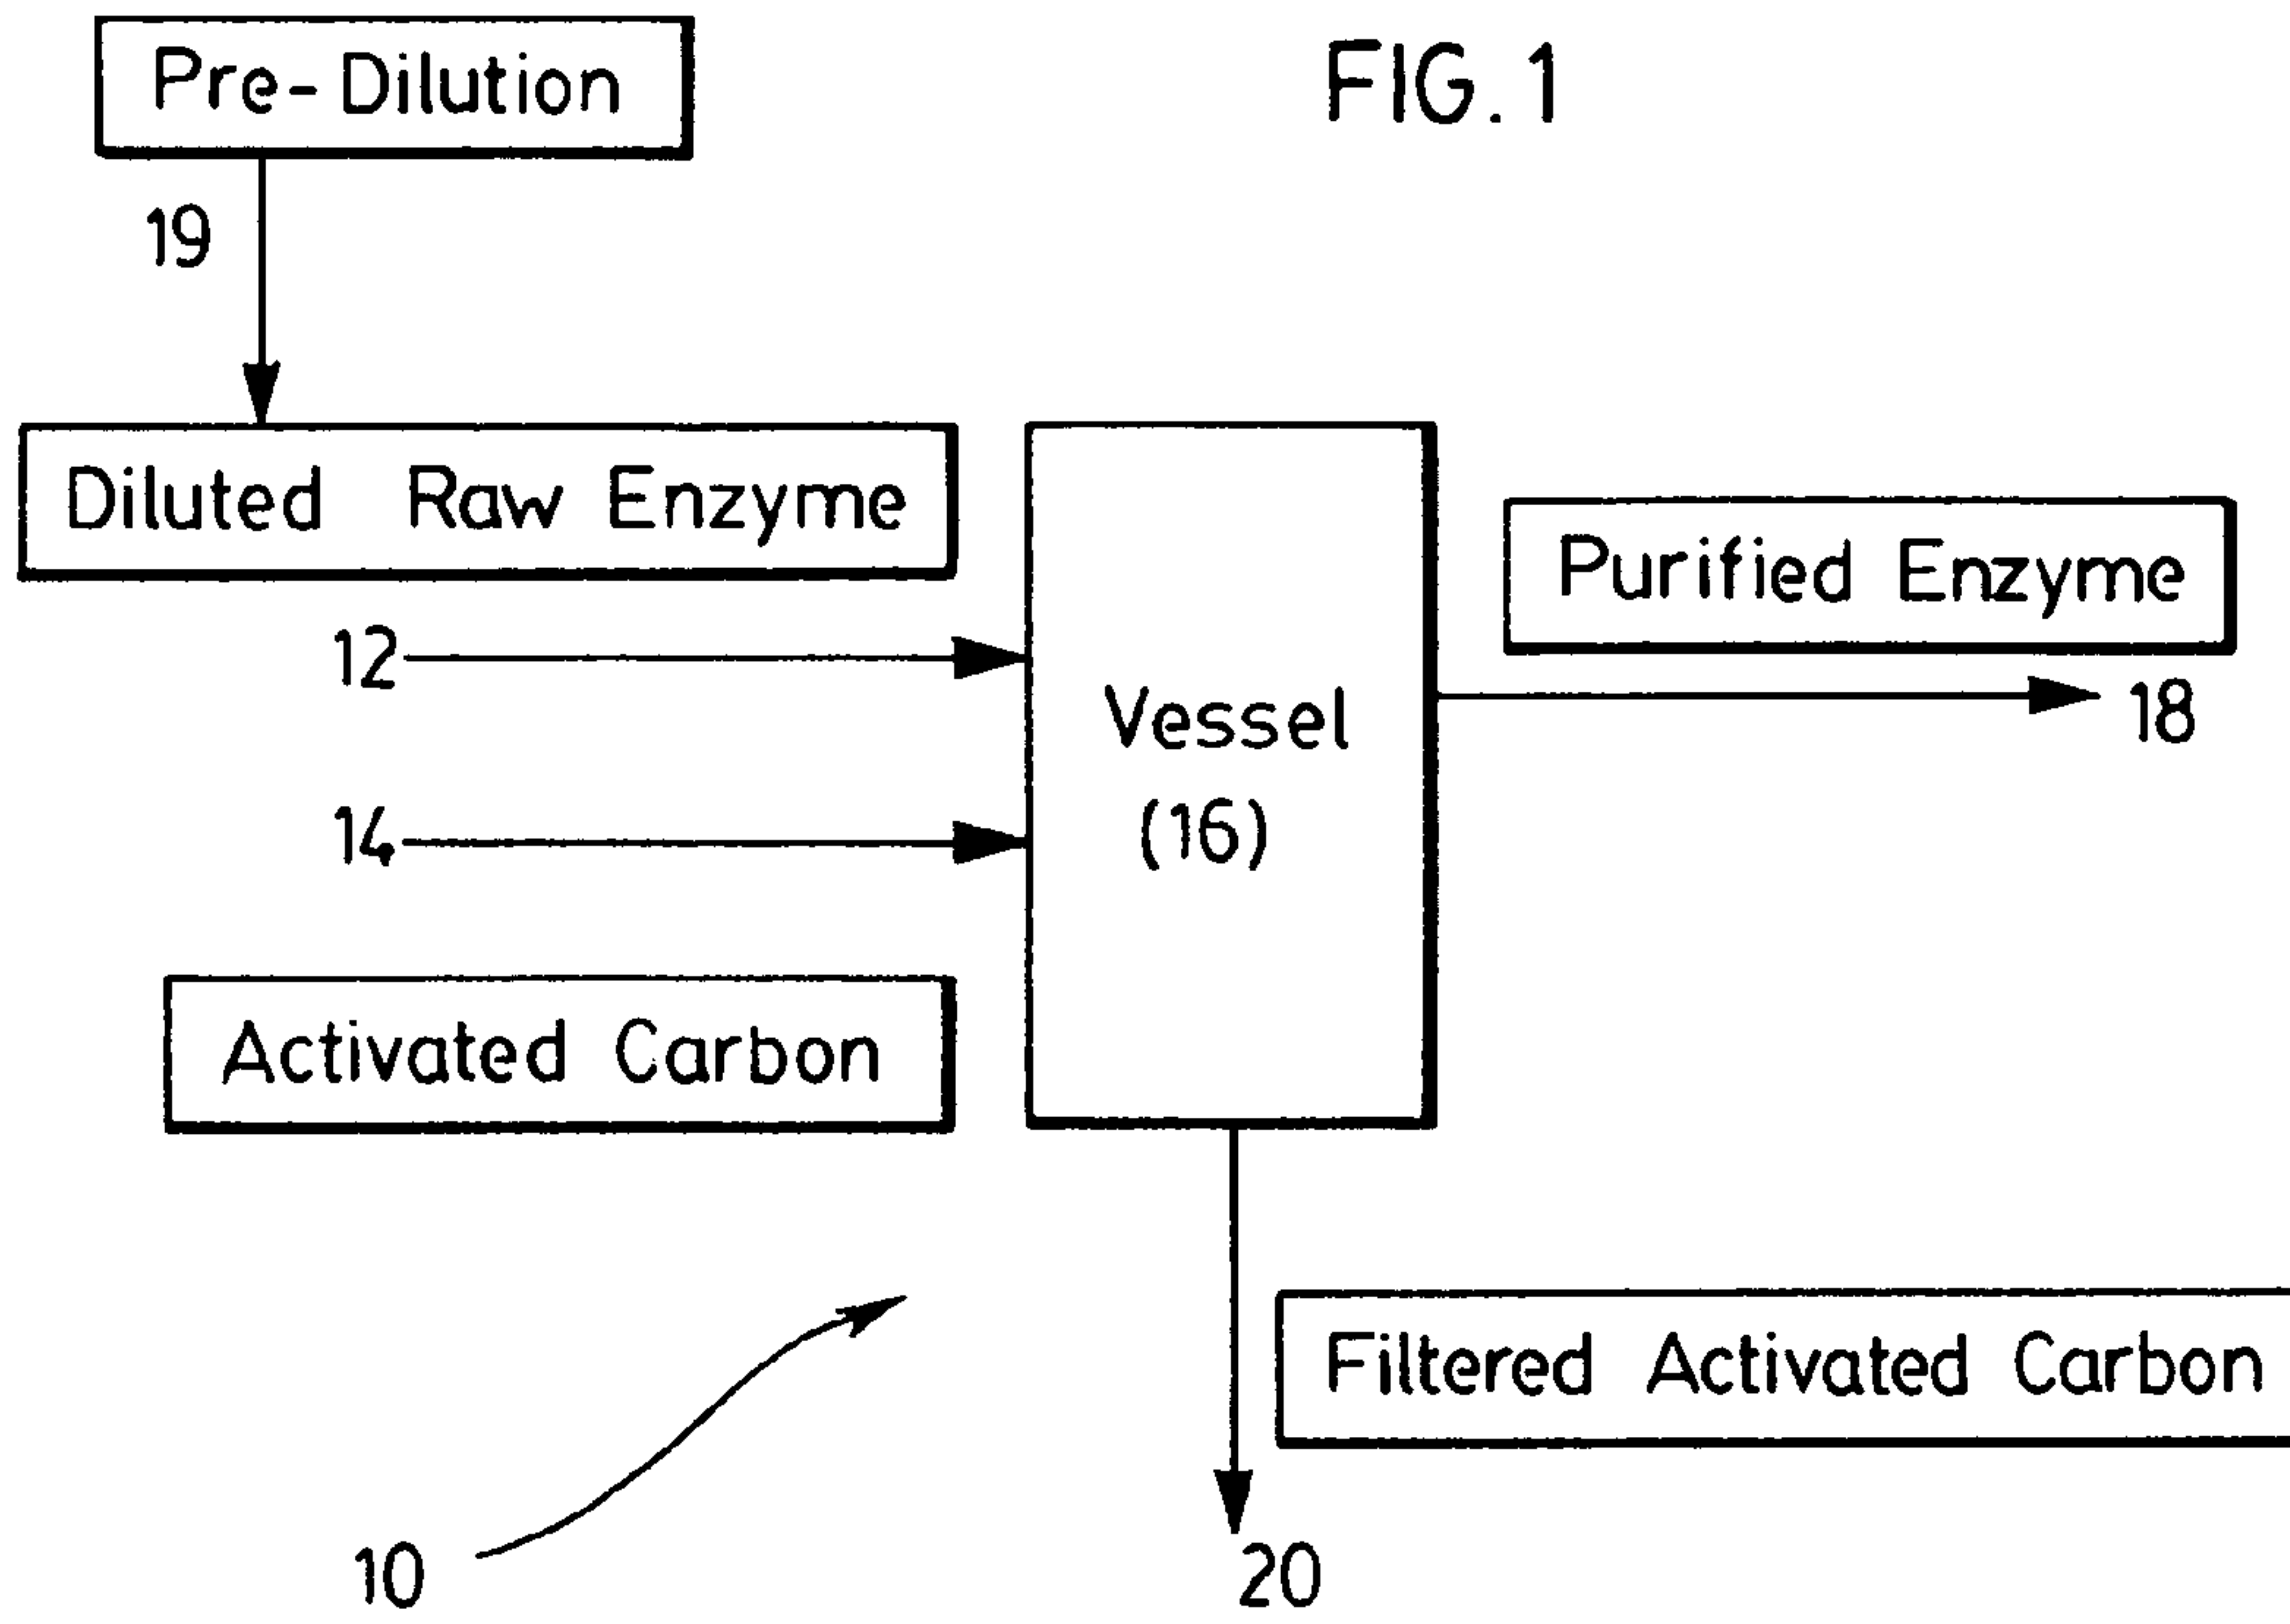 Pre-Dilution
FIG. 1
19
Diluted Raw Enzyme
Purified Enzyme
12
18
Vessel
(16)
14
Activated Carbon
Filtered Activated Carbon
10
20